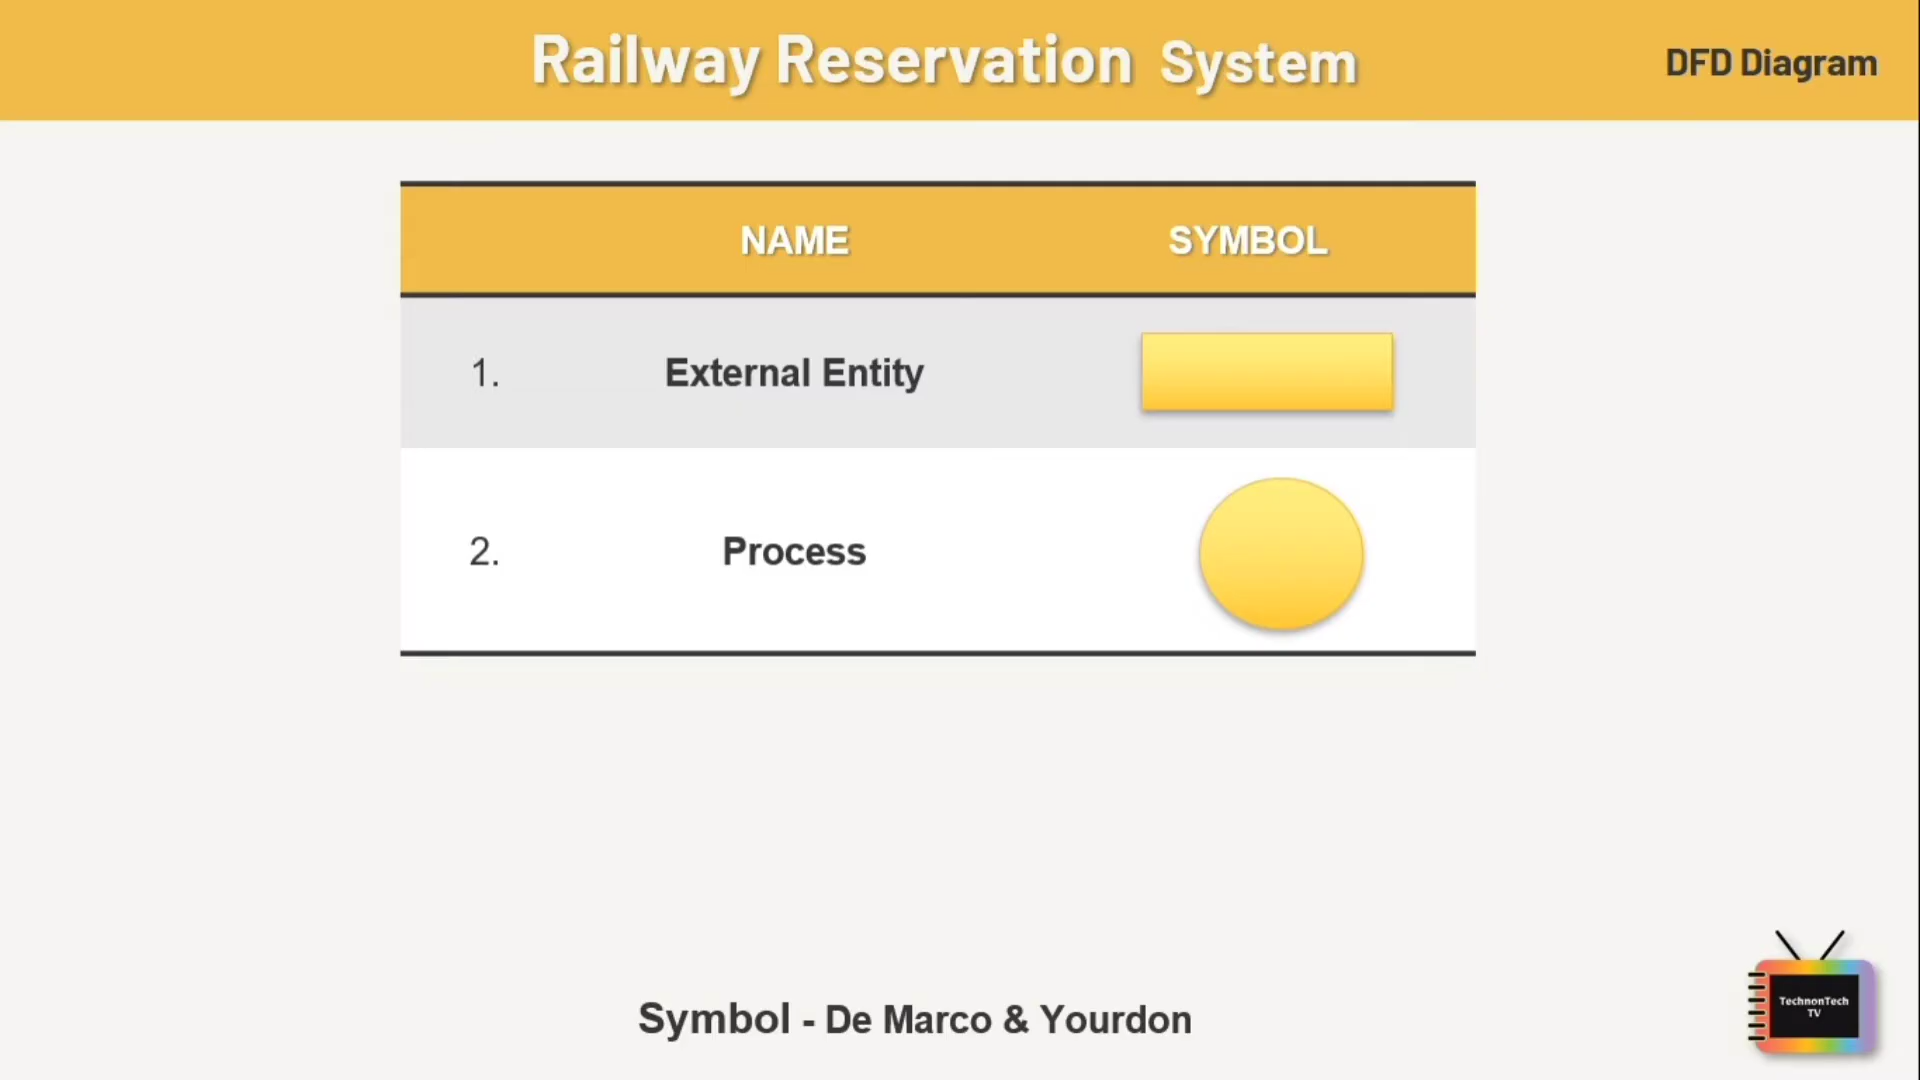 Railway Reservation System
DFD Diagram
NAME SYMBOL
1. External Entity
2. Process
Symbol - De Marco & Yourdon
TechnonTech
TV